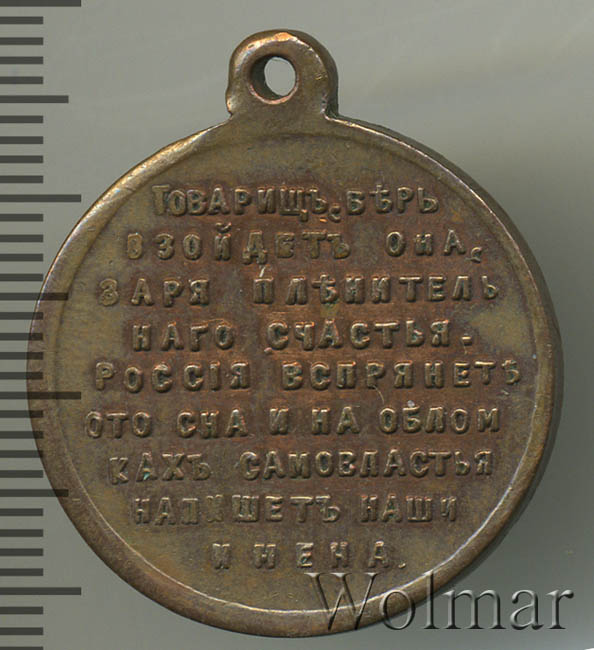 ТОВАРИЩЪ, ВѢРЬ
ВЗОЙДЕТЪ ОНА,
ЗАРЯ ПЛѢНИТЕЛЬ
НАГО СЧАСТЬЯ.
РОССІЯ ВСПРЯНЕТЪ
ОТО СНА И НА ОБЛОМ
КАХЪ САМОВЛАСТЬЯ
НАПИШЕТЪ НАШИ
ИМЕНА.
Wolmar